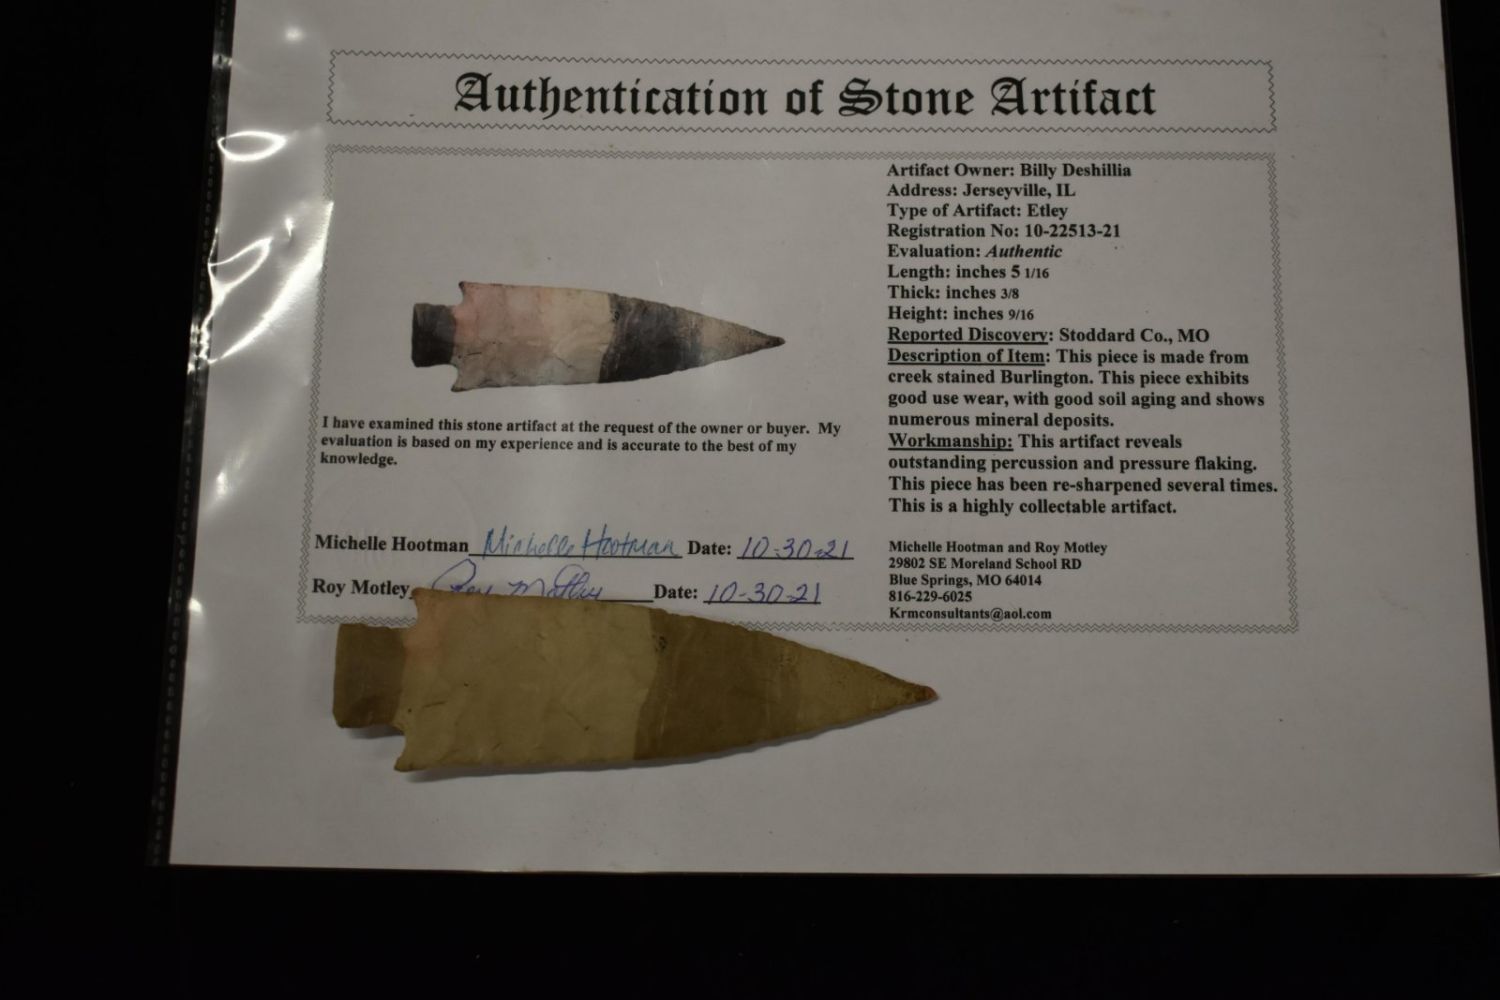 Authentication of Stone Artifact
Artifact Owner: Billy Deshillia
Address: Jerseyville, IL
Type of Artifact: Etley
Registration No: 10-22513-21
Evaluation: Authentic
Length: inches 5 1/16
Thick: inches 3/8
Height: inches 9/16
Reported Discovery: Stoddard Co., MO
Description of Item: This piece is made from
creek stained Burlington. This piece exhibits
good use wear, with good soil aging and shows
numerous mineral deposits.
Workmanship: This artifact reveals
outstanding percussion and pressure flaking.
This piece has been re-sharpened several times.
This is a highly collectable artifact.
I have examined this stone artifact at the request of the owner or buyer. My
evaluation is based on my experience and is accurate to the best of my
knowledge.
Michelle Hootman Michelle Hootman Date: 10-30-21
Roy Motley Roy Motley Date: 10-30-21
Michelle Hootman and Roy Motley
29802 SE Moreland School RD
Blue Springs, MO 64014
816-229-6025
Krmconsultants@aol.com